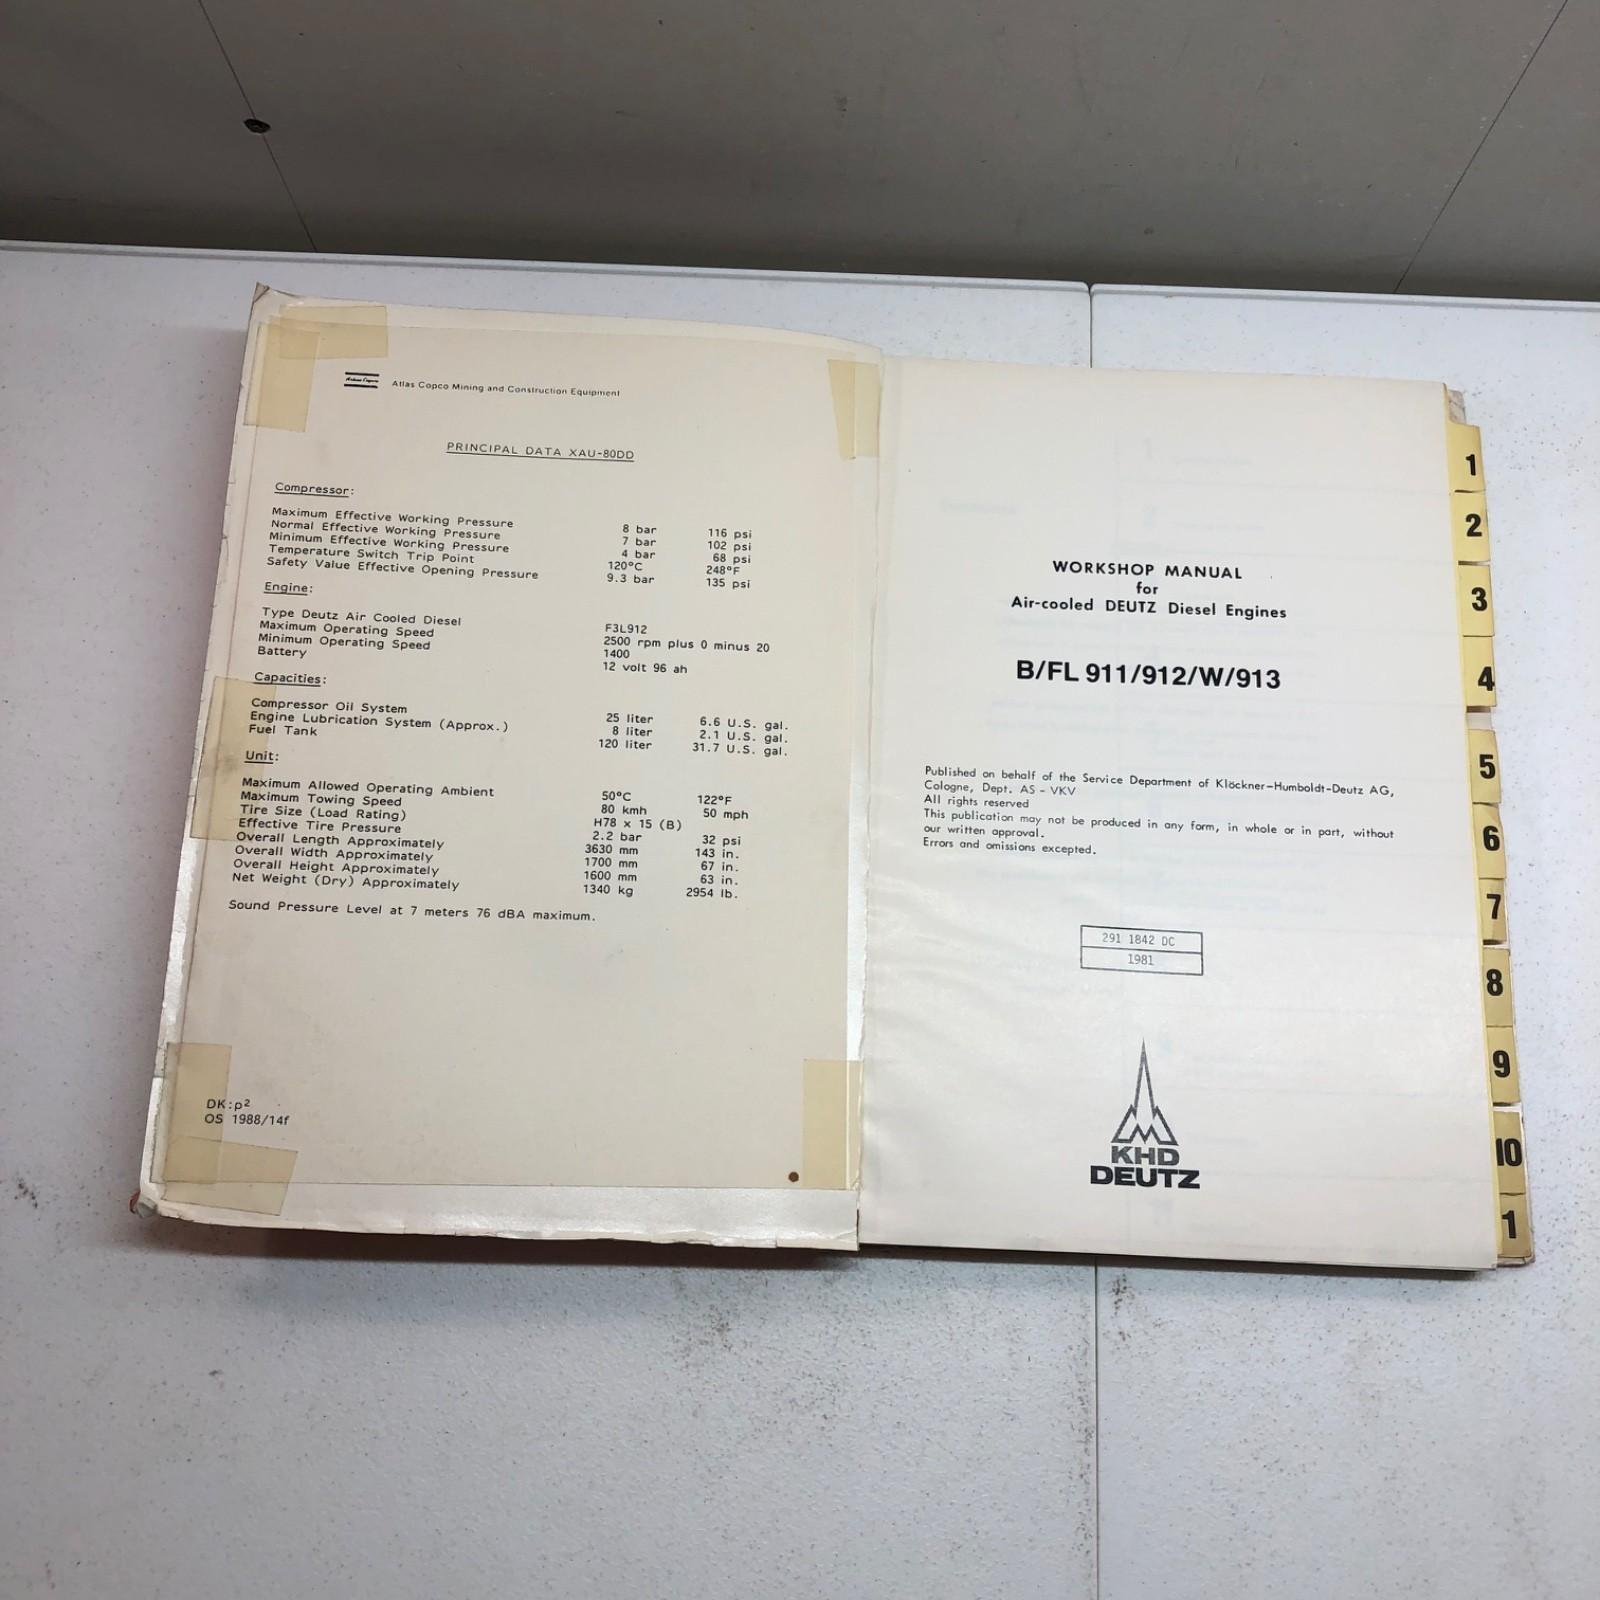 Atlas Copco
Atlas Copco Mining and Construction Equipment
PRINCIPAL DATA XAU-80DD
Compressor:
Maximum Effective Working Pressure 8 bar 116 psi
Normal Effective Working Pressure 7 bar 102 psi
Minimum Effective Working Pressure 4 bar 68 psi
Temperature Switch Trip Point 120°C 248°F
Safety Value Effective Opening Pressure 9.3 bar 135 psi
Engine:
Type Deutz Air Cooled Diesel F3L912
Maximum Operating Speed 2500 rpm plus 0 minus 20
Minimum Operating Speed 1400
Battery 12 volt 96 ah
Capacities:
Compressor Oil System 25 liter 6.6 U.S. gal.
Engine Lubrication System (Approx.) 8 liter 2.1 U.S. gal.
Fuel Tank 120 liter 31.7 U.S. gal.
Unit:
Maximum Allowed Operating Ambient 50°C 122°F
Maximum Towing Speed 80 kmh 50 mph
Tire Size (Load Rating) H78 x 15 (B)
Effective Tire Pressure 2.2 bar 32 psi
Overall Length Approximately 3630 mm 143 in.
Overall Width Approximately 1700 mm 67 in.
Overall Height Approximately 1600 mm 63 in.
Net Weight (Dry) Approximately 1340 kg 2954 lb.
Sound Pressure Level at 7 meters 76 dBA maximum.
DK:p2
OS 1988/14f
WORKSHOP MANUAL
for
Air-cooled DEUTZ Diesel Engines
B/FL 911/912/W/913
Published on behalf of the Service Department of Klöckner-Humboldt-Deutz AG,
Cologne, Dept. AS - VKV
All rights reserved
This publication may not be produced in any form, in whole or in part, without
our written approval.
Errors and omissions excepted.
291 1842 DC
1981
KHD
DEUTZ
1
2
3
4
5
6
7
8
9
10
1